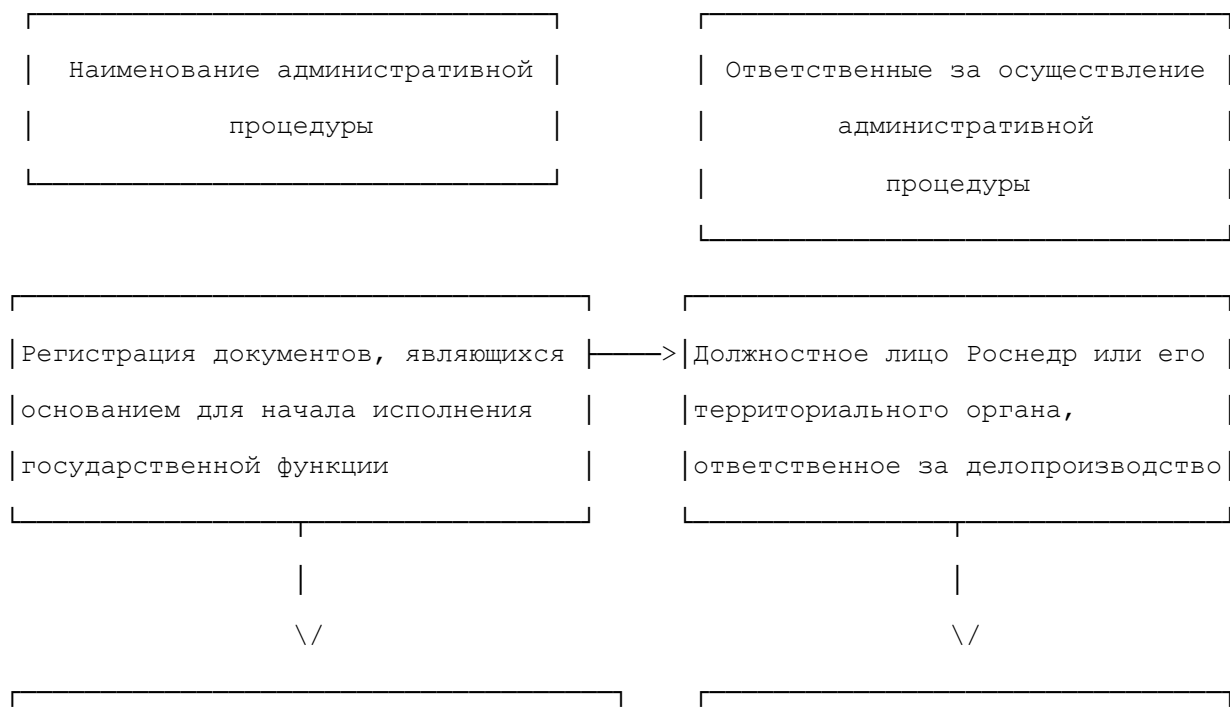 Наименование административной
процедуры
Ответственные за осуществление
административной
процедуры
Регистрация документов, являющихся
основанием для начала исполнения
государственной функции
Должностное лицо Роснедр или его
территориального органа,
ответственное за делопроизводство